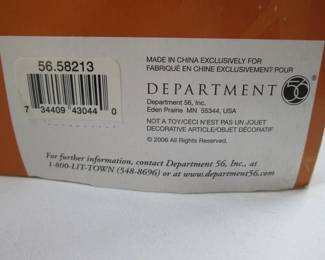 56.58213
7 34409 43044 0
MADE IN CHINA EXCLUSIVELY FOR
FABRIQUÉ EN CHINE EXCLUSIVEMENT POUR
DEPARTMENT 56
Department 56, Inc.
Eden Prairie MN 55344, USA
NOT A TOY/CECI N'EST PAS UN JOUET
DECORATIVE ARTICLE/OBJET DÉCORATIF
© 2006 All Rights Reserved.
For further information, contact Department 56, Inc., at
1-800-LIT-TOWN (548-8696) or at www.department56.com